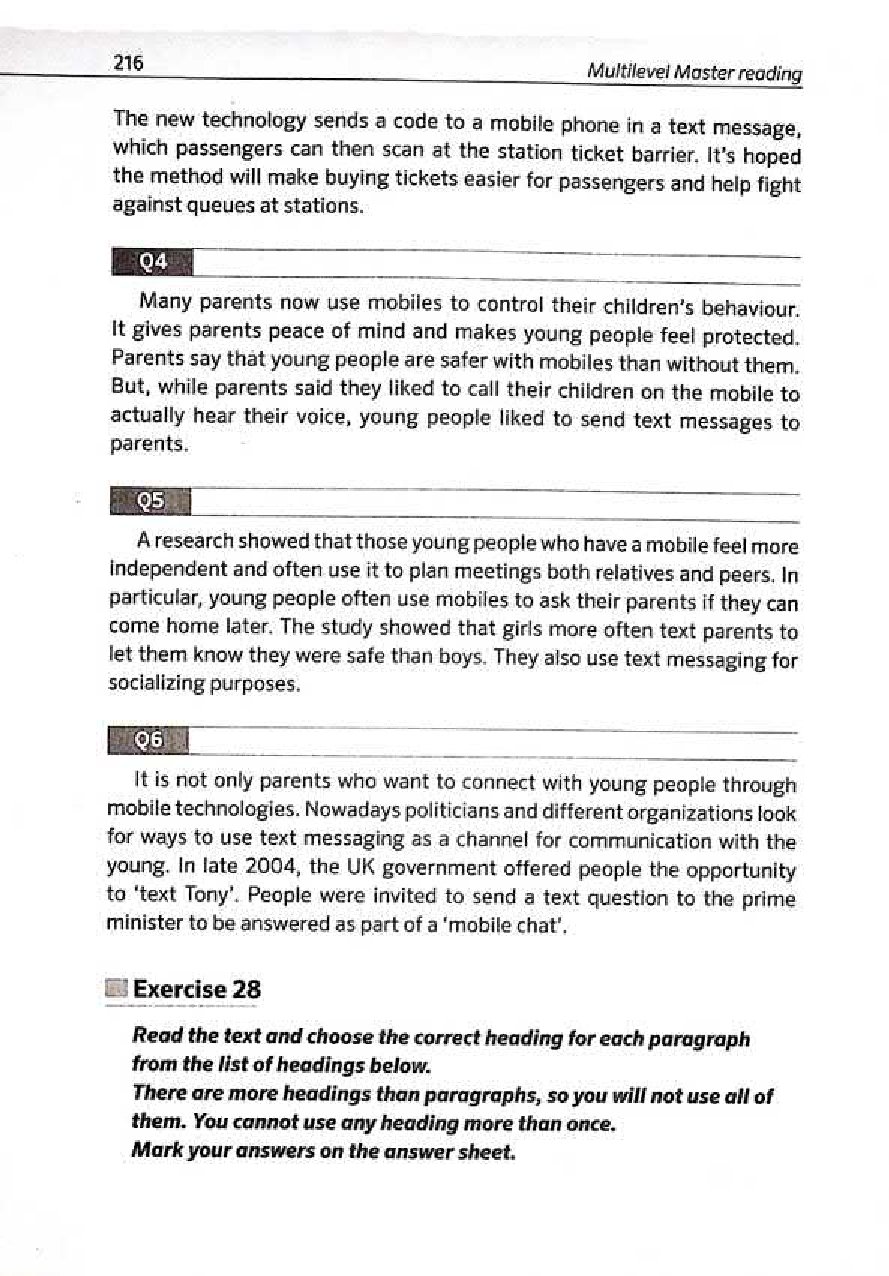 216
Multilevel Master reading
The new technology sends a code to a mobile phone in a text message,
which passengers can then scan at the station ticket barrier. It's hoped
the method will make buying tickets easier for passengers and help fight
against queues at stations.
Q4
Many parents now use mobiles to control their children's behaviour.
It gives parents peace of mind and makes young people feel protected.
Parents say that young people are safer with mobiles than without them.
But, while parents said they liked to call their children on the mobile to
actually hear their voice, young people liked to send text messages to
parents.
Q5
A research showed that those young people who have a mobile feel more
independent and often use it to plan meetings both relatives and peers. In
particular, young people often use mobiles to ask their parents if they can
come home later. The study showed that girls more often text parents to
let them know they were safe than boys. They also use text messaging for
socializing purposes.
Q6
It is not only parents who want to connect with young people through
mobile technologies. Nowadays politicians and different organizations look
for ways to use text messaging as a channel for communication with the
young. In late 2004, the UK government offered people the opportunity
to 'text Tony'. People were invited to send a text question to the prime
minister to be answered as part of a 'mobile chat'.
Exercise 28
Read the text and choose the correct heading for each paragraph
from the list of headings below.
There are more headings than paragraphs, so you will not use all of
them. You cannot use any heading more than once.
Mark your answers on the answer sheet.